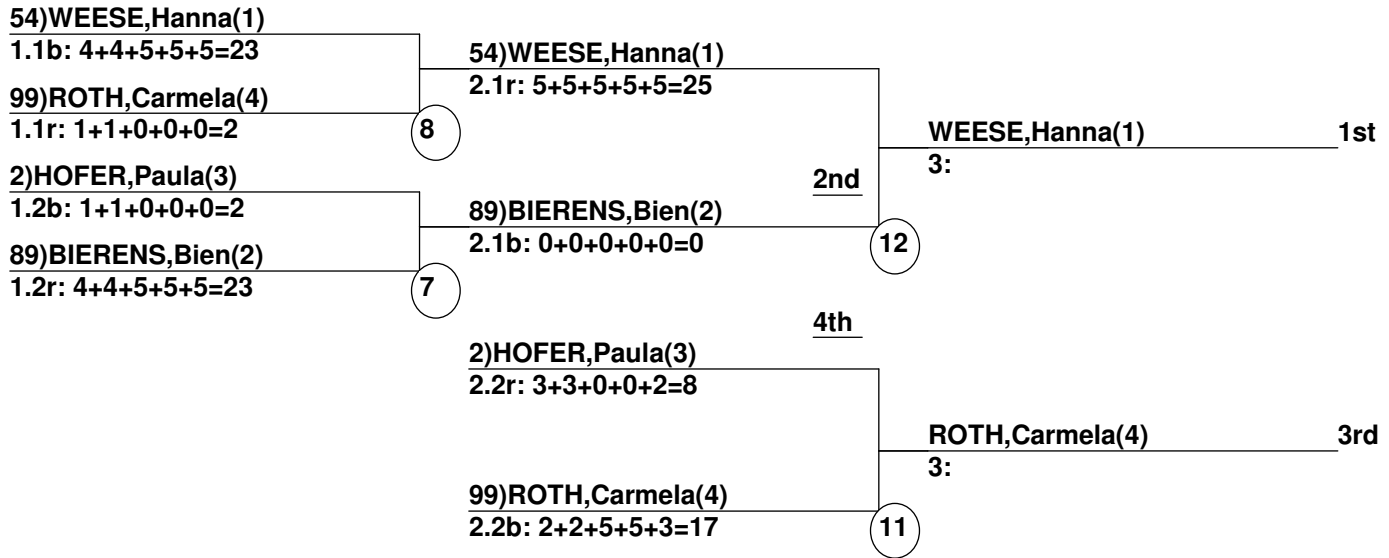 54)WEESE,Hanna(1)
1.1b: 4+4+5+5+5=23
99)ROTH,Carmela(4)
1.1r: 1+1+0+0+0=2
8
2)HOFER,Paula(3)
1.2b: 1+1+0+0+0=2
89)BIERENS,Bien(2)
1.2r: 4+4+5+5+5=23
7
54)WEESE,Hanna(1)
2.1r: 5+5+5+5+5=25
2nd
89)BIERENS,Bien(2)
2.1b: 0+0+0+0+0=0
12
WEESE,Hanna(1) 1st
3:
4th
2)HOFER,Paula(3)
2.2r: 3+3+0+0+2=8
99)ROTH,Carmela(4)
2.2b: 2+2+5+5+3=17
11
ROTH,Carmela(4) 3rd
3: